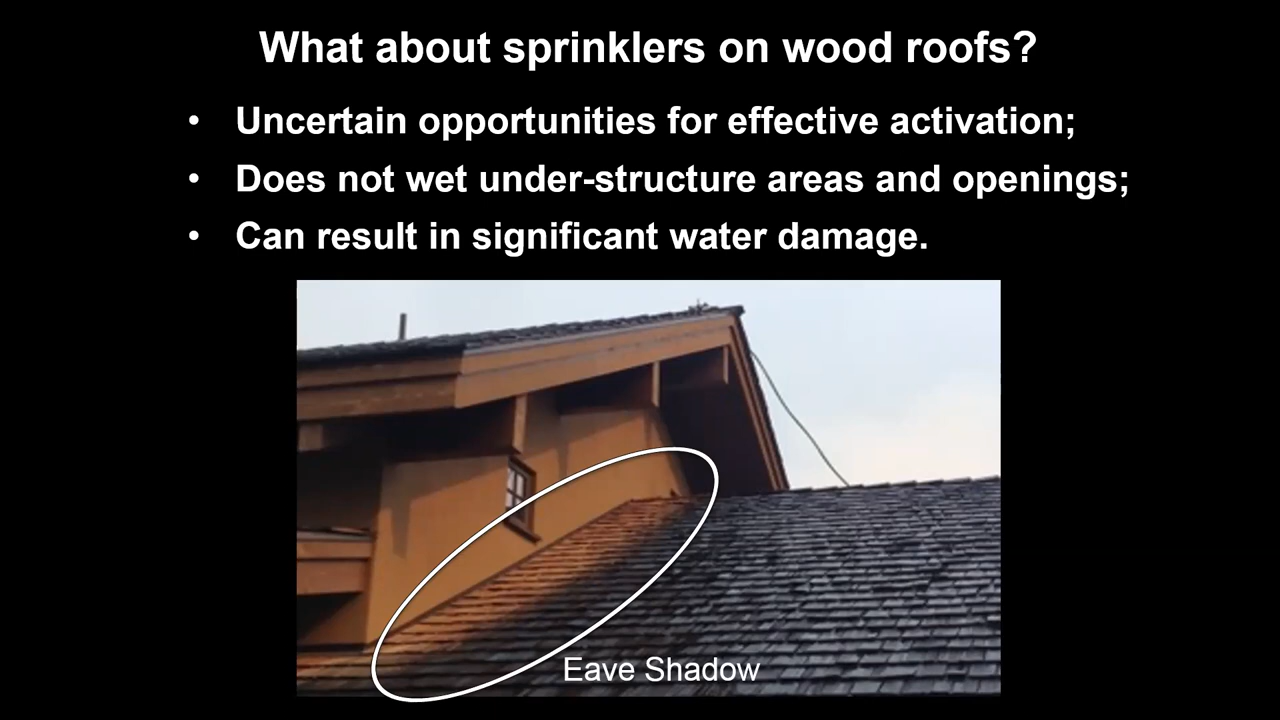 What about sprinklers on wood roofs?
• Uncertain opportunities for effective activation;
• Does not wet under-structure areas and openings;
• Can result in significant water damage.
Eave Shadow